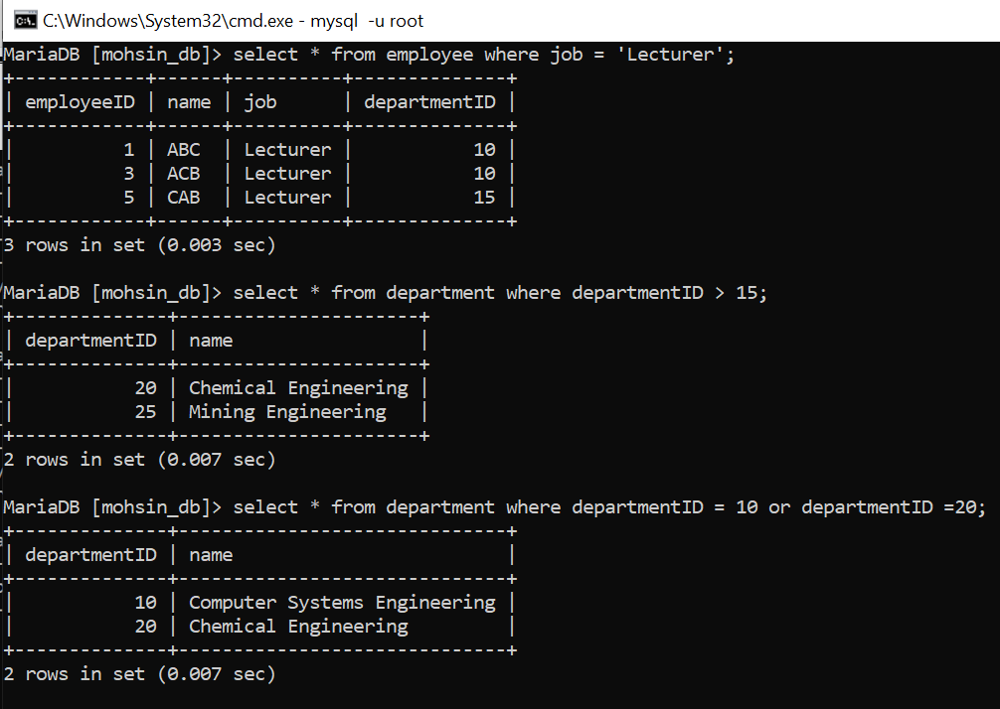 C:\Windows\System32\cmd.exe - mysql  -u root
MariaDB [mohsin_db]> select * from employee where job = 'Lecturer';
+------------+------+----------+--------------+
| employeeID | name | job      | departmentID |
+------------+------+----------+--------------+
|          1 | ABC  | Lecturer |           10 |
|          3 | ACB  | Lecturer |           10 |
|          5 | CAB  | Lecturer |           15 |
+------------+------+----------+--------------+
3 rows in set (0.003 sec)
MariaDB [mohsin_db]> select * from department where departmentID > 15;
+--------------+----------------------+
| departmentID | name                 |
+--------------+----------------------+
|           20 | Chemical Engineering |
|           25 | Mining Engineering   |
+--------------+----------------------+
2 rows in set (0.007 sec)
MariaDB [mohsin_db]> select * from department where departmentID = 10 or departmentID =20;
+--------------+------------------------------+
| departmentID | name                         |
+--------------+------------------------------+
|           10 | Computer Systems Engineering |
|           20 | Chemical Engineering         |
+--------------+------------------------------+
2 rows in set (0.007 sec)